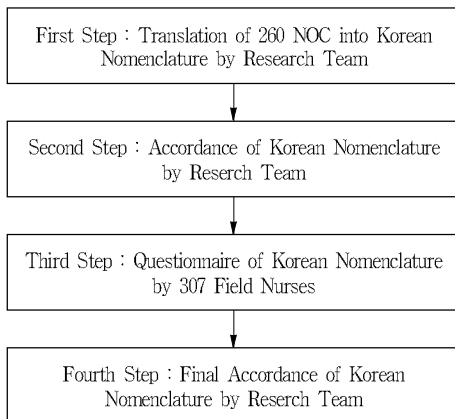 First Step : Translation of 260 NOC into Korean
Nomenclature by Research Team
Second Step : Accordance of Korean Nomenclature
by Reserch Team
Third Step : Questionnaire of Korean Nomenclature
by 307 Field Nurses
Fourth Step : Final Accordance of Korean
Nomenclature by Reserch Team